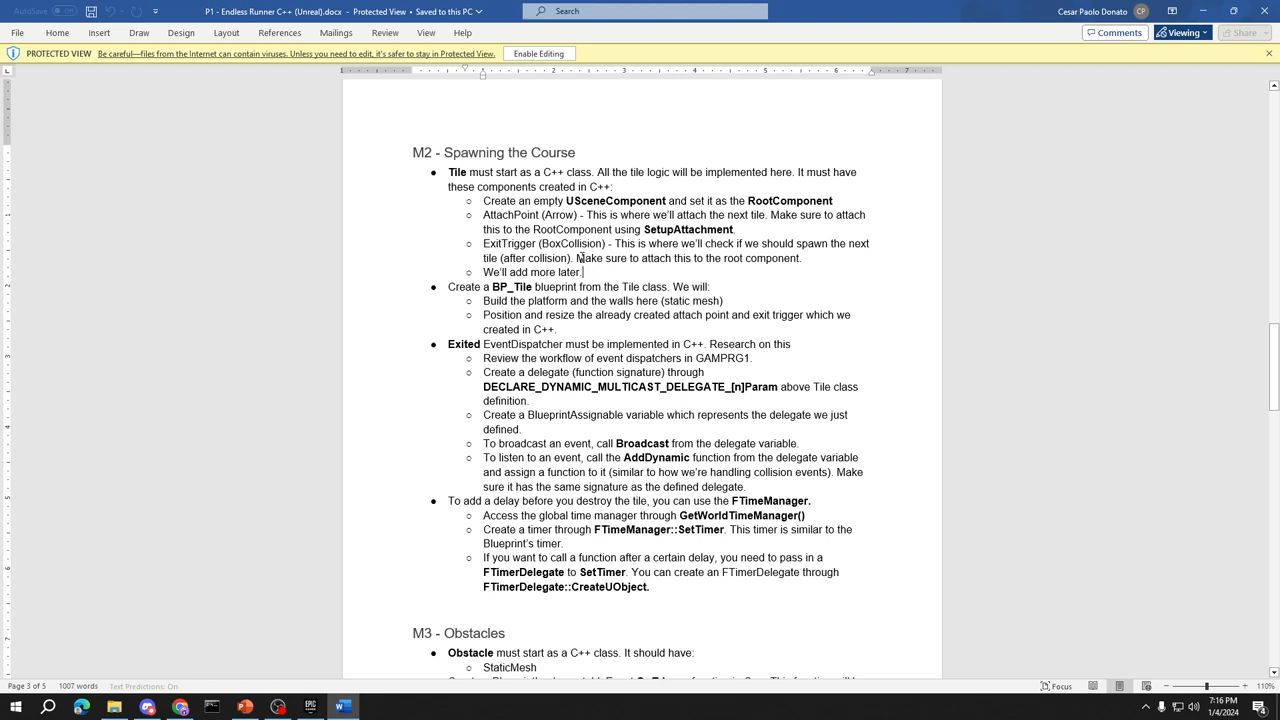 AutoSave Off P1 - Endless Runner C++ (Unreal).docx - Protected View • Saved to this PC Search Cesar Paolo Donato CP
File Home Insert Draw Design Layout References Mailings Review View Help Comments Viewing Share
PROTECTED VIEW Be careful—files from the Internet can contain viruses. Unless you need to edit, it's safer to stay in Protected View. Enable Editing
M2 - Spawning the Course
● Tile must start as a C++ class. All the tile logic will be implemented here. It must have
these components created in C++:
○ Create an empty USceneComponent and set it as the RootComponent
○ AttachPoint (Arrow) - This is where we'll attach the next tile. Make sure to attach
this to the RootComponent using SetupAttachment.
○ ExitTrigger (BoxCollision) - This is where we'll check if we should spawn the next
tile (after collision). Make sure to attach this to the root component.
○ We'll add more later.
● Create a BP_Tile blueprint from the Tile class. We will:
○ Build the platform and the walls here (static mesh)
○ Position and resize the already created attach point and exit trigger which we
created in C++.
● Exited EventDispatcher must be implemented in C++. Research on this
○ Review the workflow of event dispatchers in GAMPRG1.
○ Create a delegate (function signature) through
DECLARE_DYNAMIC_MULTICAST_DELEGATE_[n]Param above Tile class
definition.
○ Create a BlueprintAssignable variable which represents the delegate we just
defined.
○ To broadcast an event, call Broadcast from the delegate variable.
○ To listen to an event, call the AddDynamic function from the delegate variable
and assign a function to it (similar to how we're handling collision events). Make
sure it has the same signature as the defined delegate.
● To add a delay before you destroy the tile, you can use the FTimeManager.
○ Access the global time manager through GetWorldTimeManager()
○ Create a timer through FTimeManager::SetTimer. This timer is similar to the
Blueprint's timer.
○ If you want to call a function after a certain delay, you need to pass in a
FTimerDelegate to SetTimer. You can create an FTimerDelegate through
FTimerDelegate::CreateUObject.
M3 - Obstacles
● Obstacle must start as a C++ class. It should have:
○ StaticMesh
Page 3 of 5 1007 words Text Predictions: On Focus 110%
7:16 PM
1/4/2024